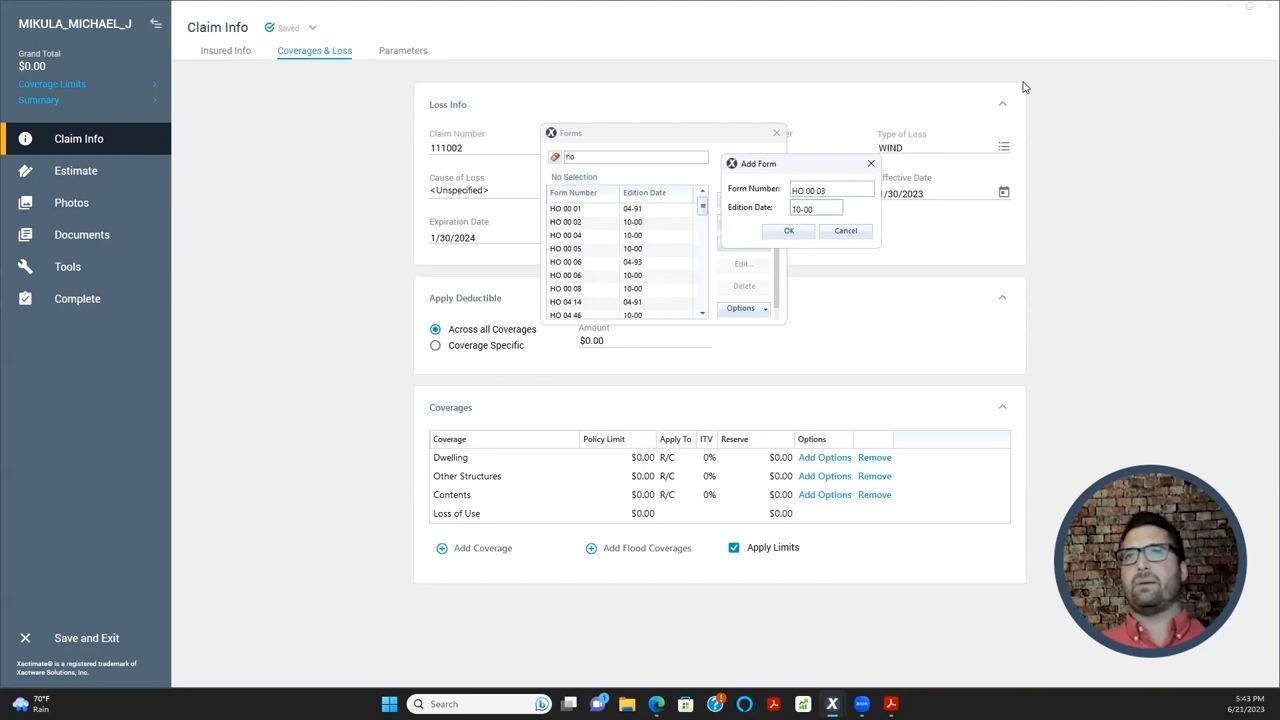 MIKULA_MICHAEL_J
Grand Total
$0.00
Coverage Limits
Summary
Claim Info
Estimate
Photos
Documents
Tools
Complete
Save and Exit
Xactimate® is a registered trademark of
Xactware Solutions, Inc.
Claim Info Saved
Insured Info Coverages & Loss Parameters
Loss Info
Claim Number
111002
Type of Loss
WIND
Cause of Loss
<Unspecified>
ffective Date
/30/2023
Expiration Date
1/30/2024
Forms
ho
No Selection
Form Number Edition Date
HO 00 01 04-91
HO 00 02 10-00
HO 00 04 10-00
HO 00 05 10-00
HO 00 06 04-93
HO 00 06 10-00
HO 00 08 10-00
HO 04 14 04-91
HO 04 46 10-00
Edit...
Delete
Options
Add Form
Form Number: HO 00 03
Edition Date: 10-00
OK Cancel
Apply Deductible
Across all Coverages
Coverage Specific
Amount
$0.00
Coverages
Coverage Policy Limit Apply To ITV Reserve Options
Dwelling $0.00 R/C 0% $0.00 Add Options Remove
Other Structures $0.00 R/C 0% $0.00 Add Options Remove
Contents $0.00 R/C 0% $0.00 Add Options Remove
Loss of Use $0.00 $0.00
Add Coverage Add Flood Coverages Apply Limits
70°F
Rain
Search
5:43 PM
6/21/2023